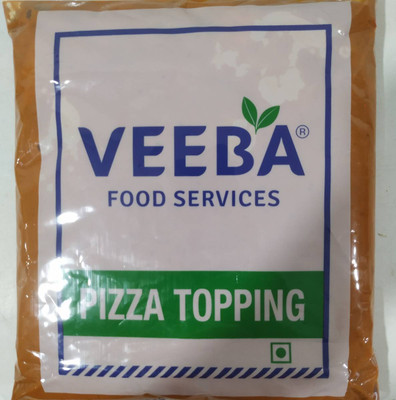 VEEBA®
FOOD SERVICES
PIZZA TOPPING